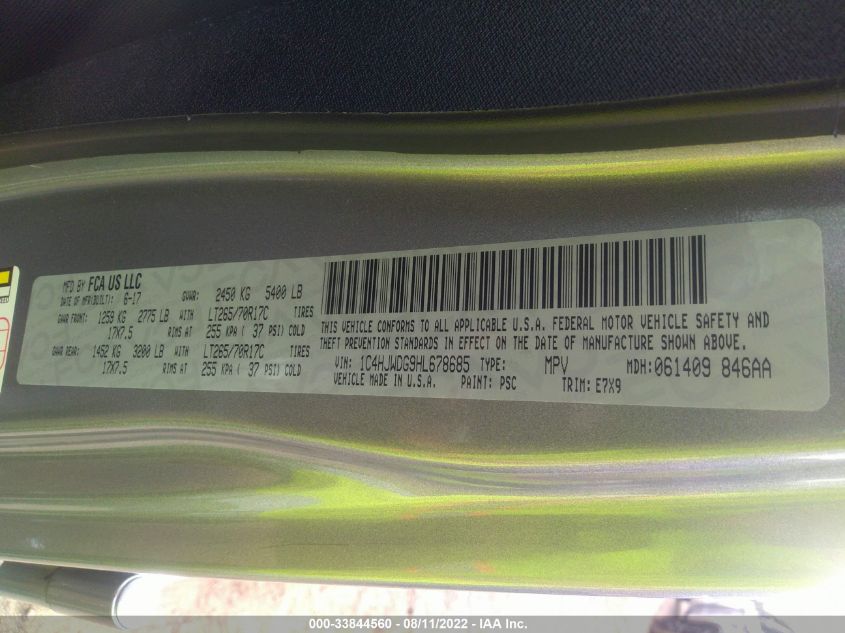 MFD BY FCA US LLC
DATE OF MFR(BUILT): 6-17 GVWR: 2450 KG 5400 LB
GAWR FRONT: 1259 KG 2775 LB WITH LT265/70R17C TIRES
17X7.5 RIMS AT 255 KPA ( 37 PSI) COLD
GAWR REAR: 1452 KG 3200 LB WITH LT265/70R17C TIRES
17X7.5 RIMS AT 255 KPA ( 37 PSI) COLD
THIS VEHICLE CONFORMS TO ALL APPLICABLE U.S.A. FEDERAL MOTOR VEHICLE SAFETY AND
THEFT PREVENTION STANDARDS IN EFFECT ON THE DATE OF MANUFACTURE SHOWN ABOVE.
VIN: 1C4HJWDG9HL678685 TYPE: MPV MDH: 061409 846AA
VEHICLE MADE IN U.S.A. PAINT: PSC TRIM: E7X9
000-33844560 - 08/11/2022 - IAA Inc.